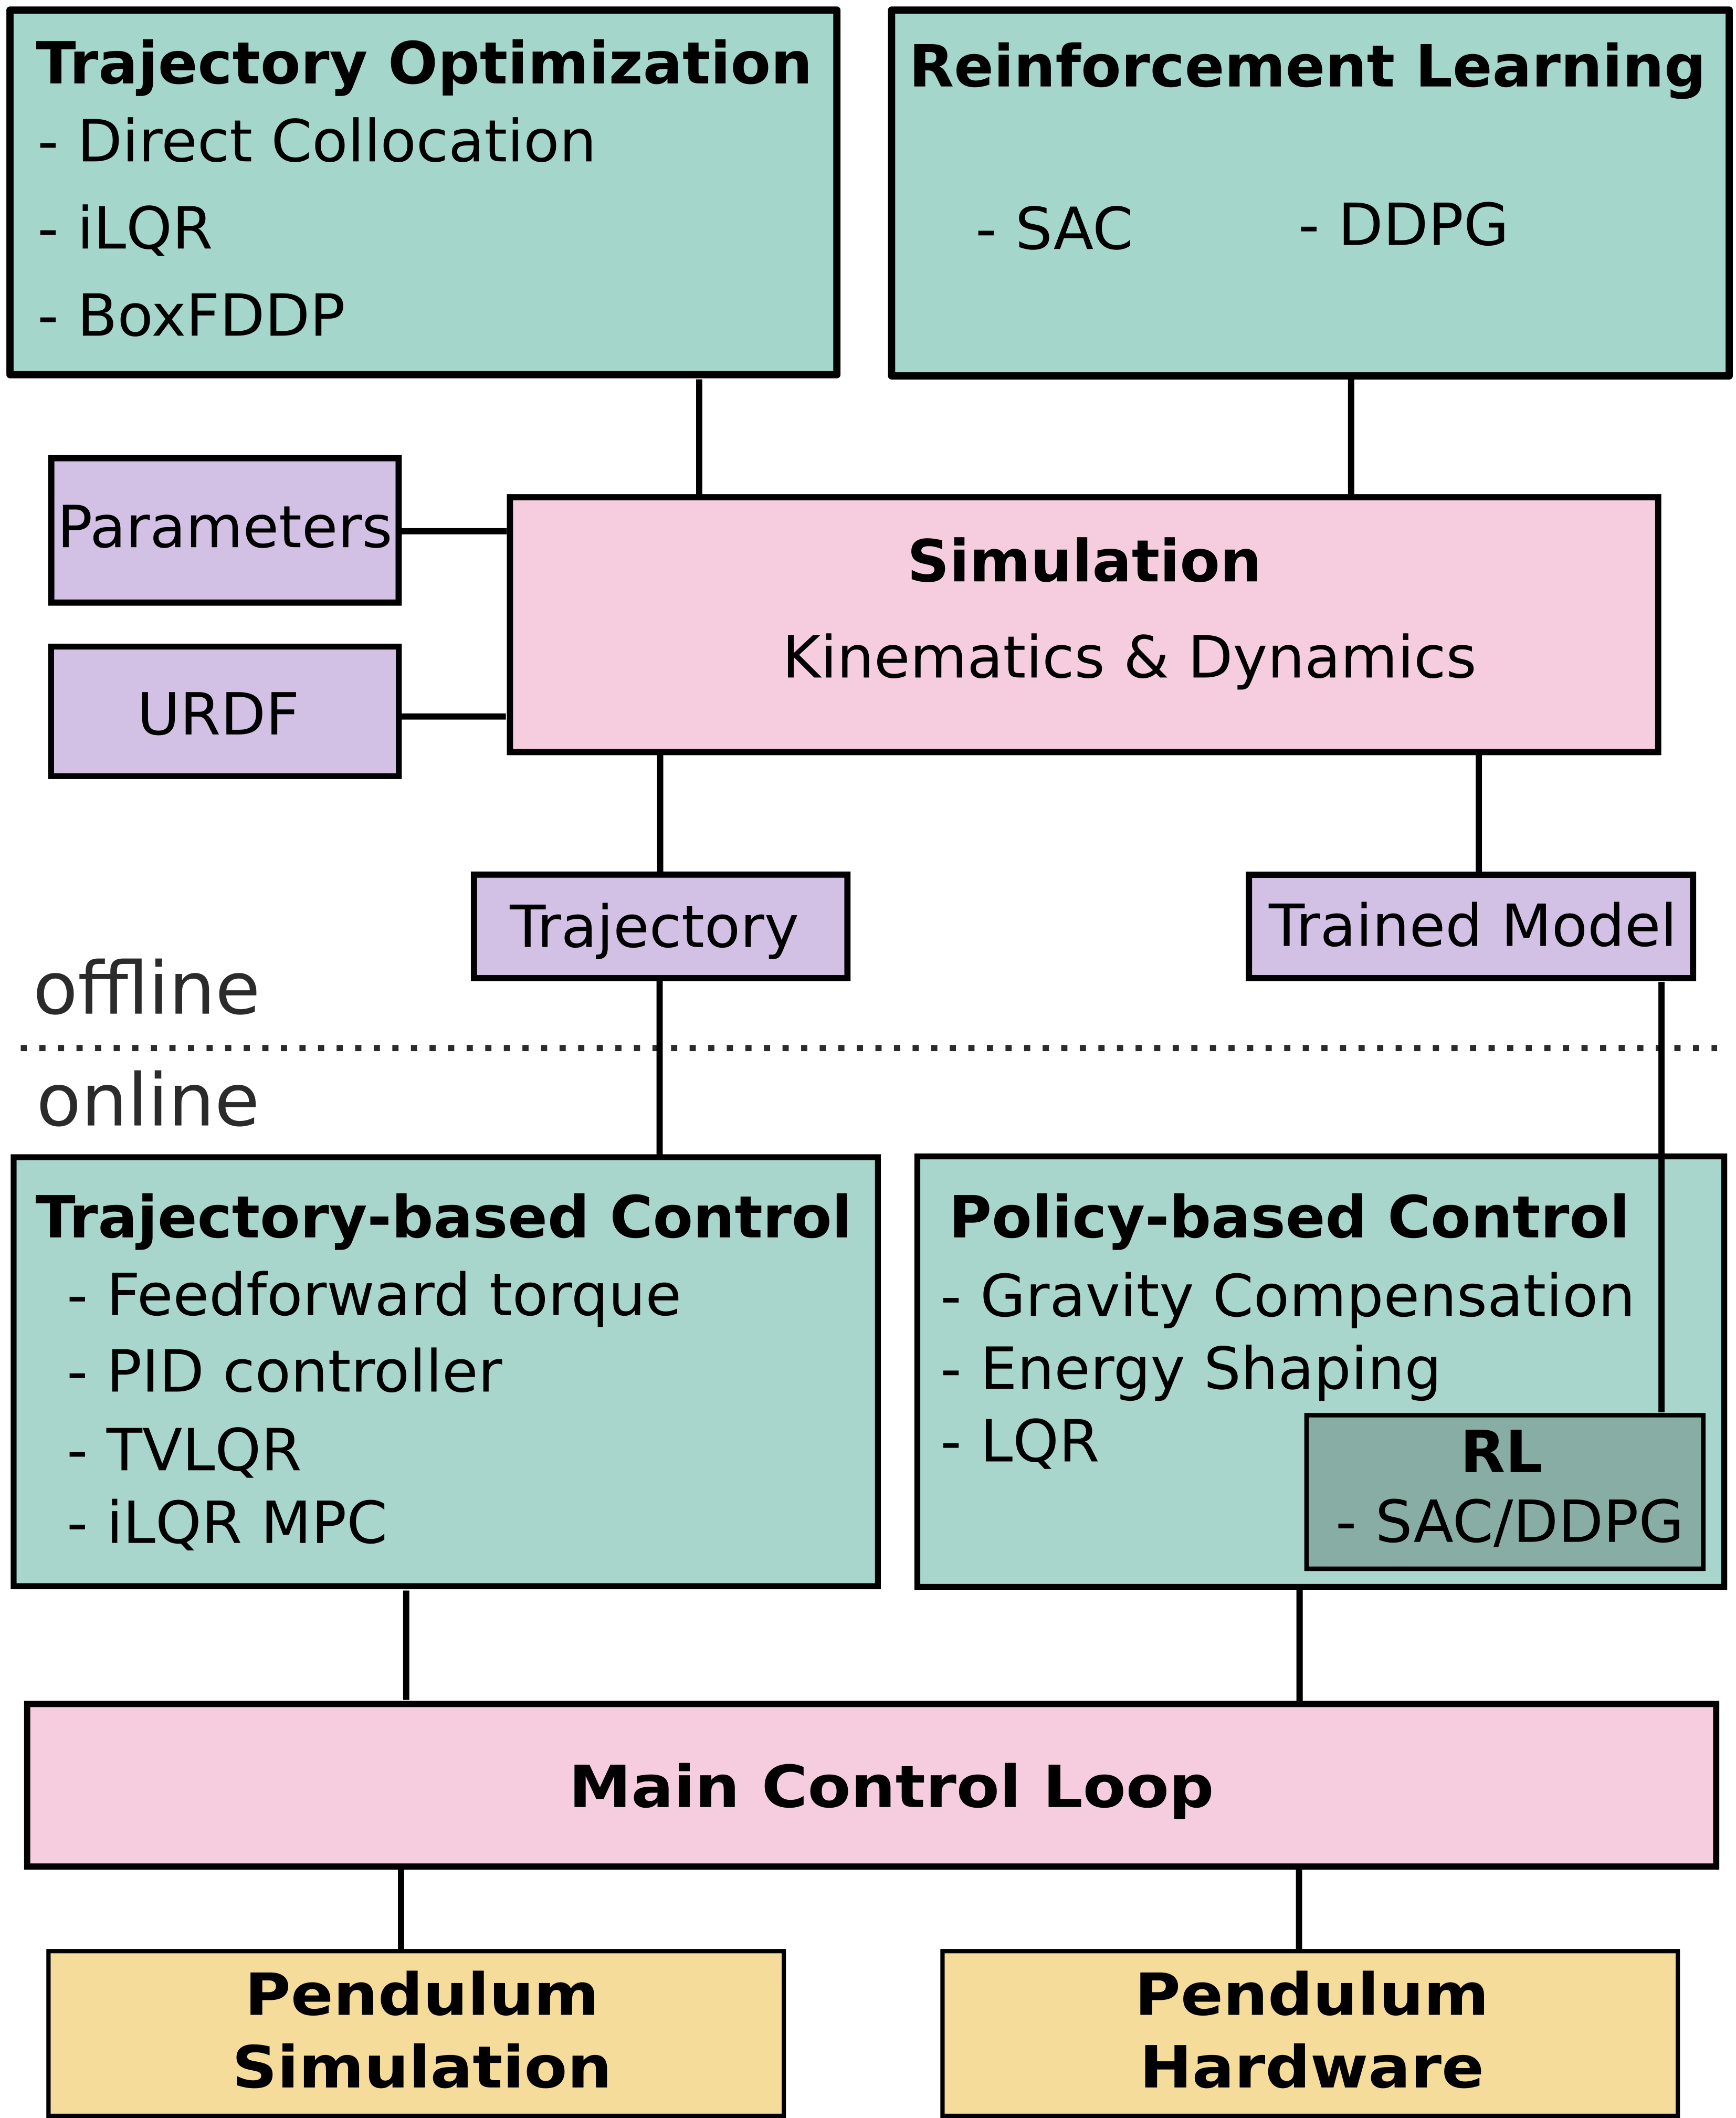 Trajectory Optimization
- Direct Collocation
- iLQR
- BoxFDDP
Reinforcement Learning
- SAC - DDPG
Parameters
URDF
Simulation
Kinematics & Dynamics
Trajectory
Trained Model
offline
online
Trajectory-based Control
- Feedforward torque
- PID controller
- TVLQR
- iLQR MPC
Policy-based Control
- Gravity Compensation
- Energy Shaping
- LQR
RL
- SAC/DDPG
Main Control Loop
Pendulum
Simulation
Pendulum
Hardware